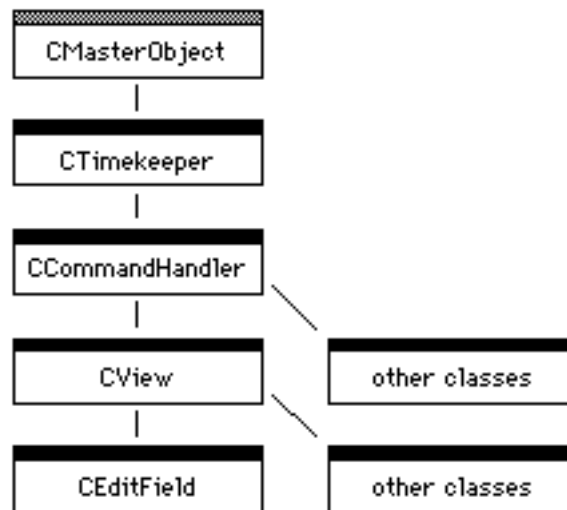 CMasterObject
CTimekeeper
CCommandHandler
CView
other classes
CEditField
other classes